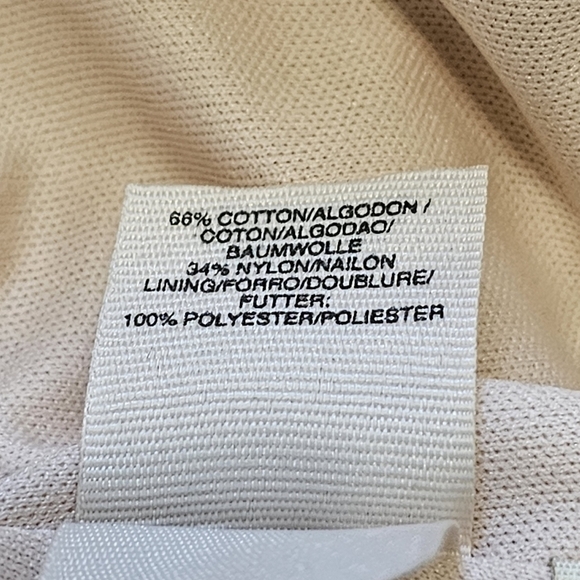 66% COTTON/ALGODON /
COTON/ALGODAO/
BAUMWOLLE
34% NYLON/NAILON
LINING/FORRO/DOUBLURE/
FUTTER:
100% POLYESTER/POLIESTER